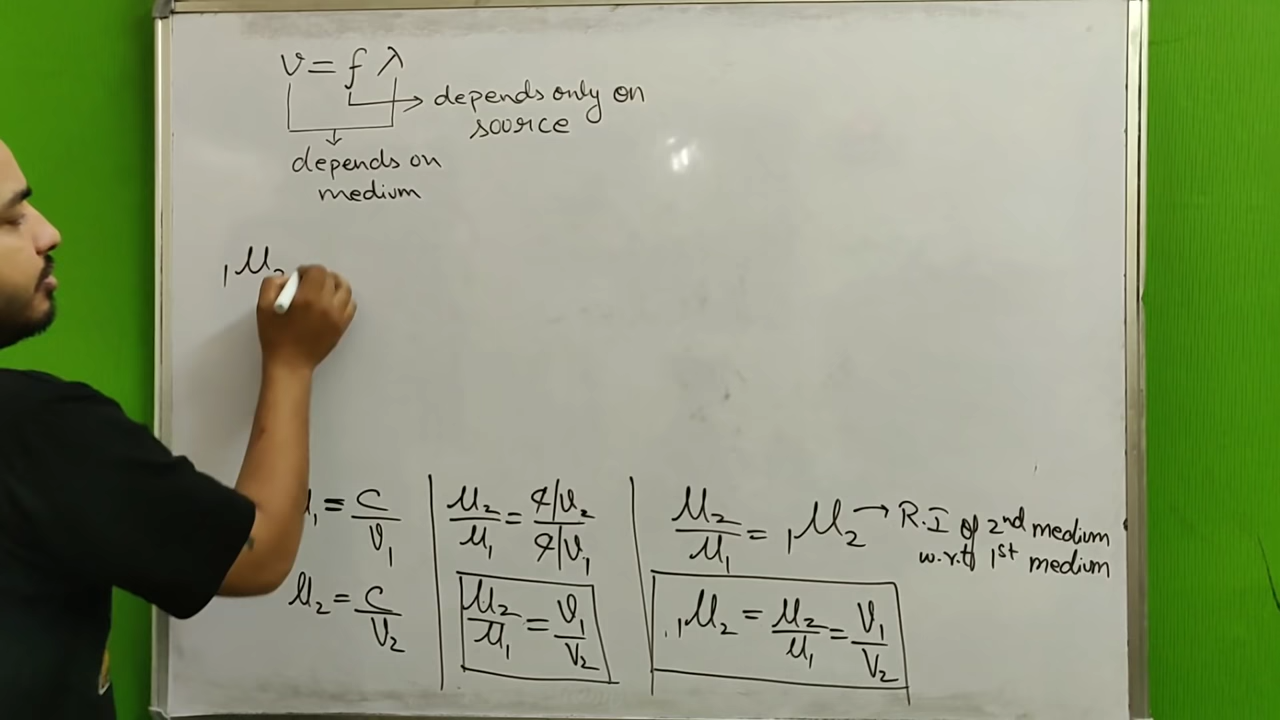 v = f λ
depends only on
source
depends on
medium
₁μ₂
μ₁ = c/v₁
μ₂ = c/v₂
μ₂/μ₁ = (c/v₂)/(c/v₁)
μ₂/μ₁ = v₁/v₂
μ₂/μ₁ = ₁μ₂ → R.I of 2nd medium
w.r.t 1st medium
₁μ₂ = μ₂/μ₁ = v₁/v₂